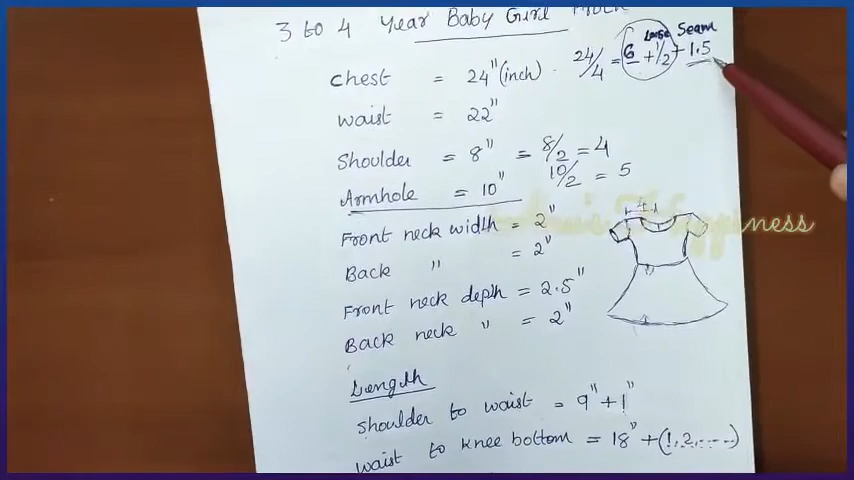 3 to 4 Year Baby Girl Frock
Loose Seam
chest = 24" (inch) 24/4 = 6 + 1/2 + 1.5
waist = 22"
Shoulder = 8" = 8/2 = 4
Armhole = 10" 10/2 = 5
4
Front neck width = 2"
Back " = 2"
Front neck depth = 2.5"
Back neck " = 2"
Length
shoulder to waist = 9" + 1"
waist to knee bottom = 18" + (1, 2, -----)